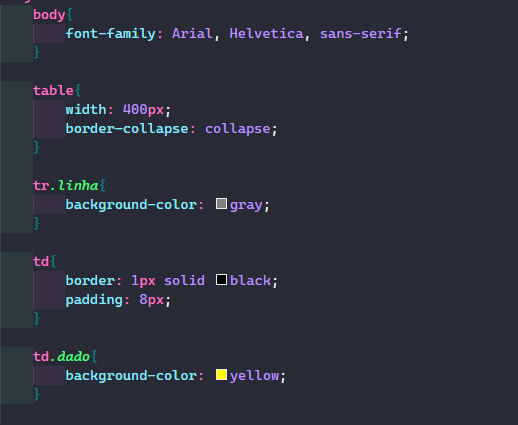 body{
font-family: Arial, Helvetica, sans-serif;
}
table{
width: 400px;
border-collapse: collapse;
}
tr.linha{
background-color: gray;
}
td{
border: 1px solid black;
padding: 8px;
}
td.dado{
background-color: yellow;
}